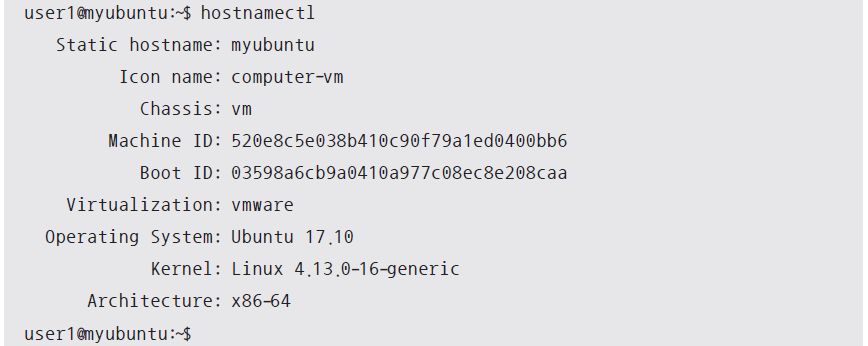 user1@myubuntu:~$ hostnamectl
Static hostname: myubuntu
Icon name: computer-vm
Chassis: vm
Machine ID: 520e8c5e038b410c90f79a1ed0400bb6
Boot ID: 03598a6cb9a0410a977c08ec8e208caa
Virtualization: vmware
Operating System: Ubuntu 17.10
Kernel: Linux 4.13.0-16-generic
Architecture: x86-64
user1@myubuntu:~$